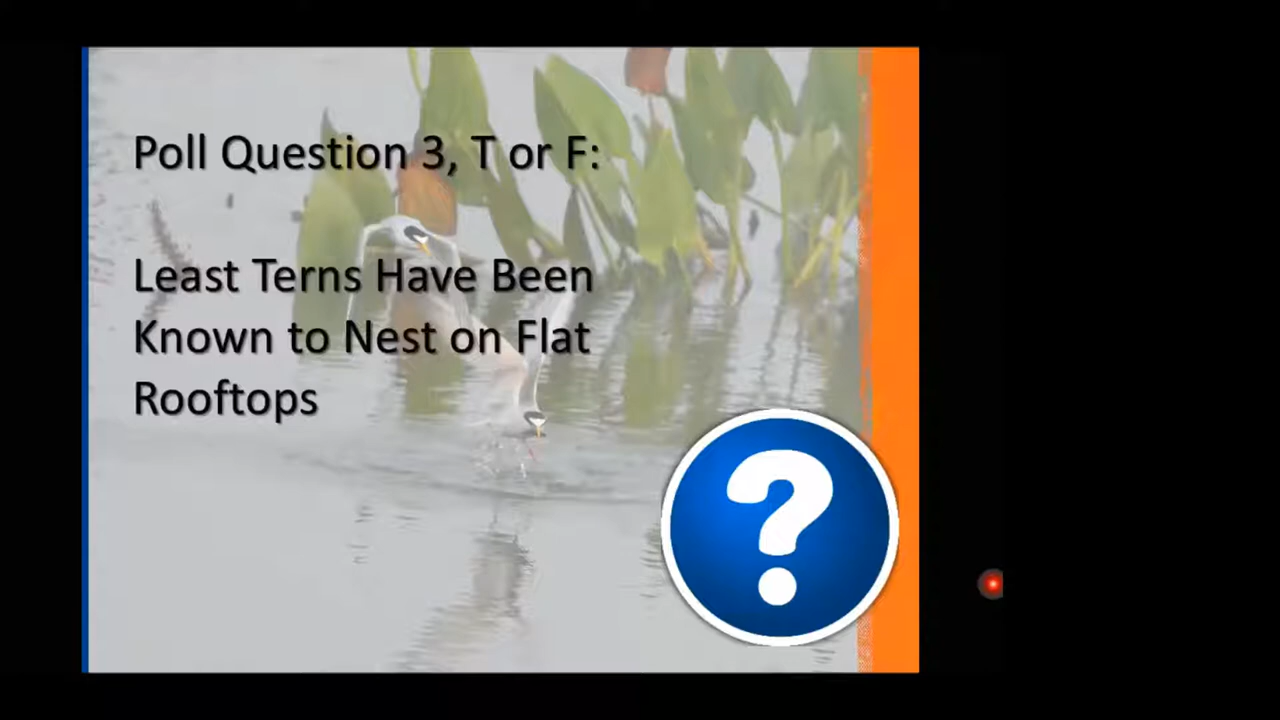 Poll Question 3, T or F:
Least Terns Have Been
Known to Nest on Flat
Rooftops
?